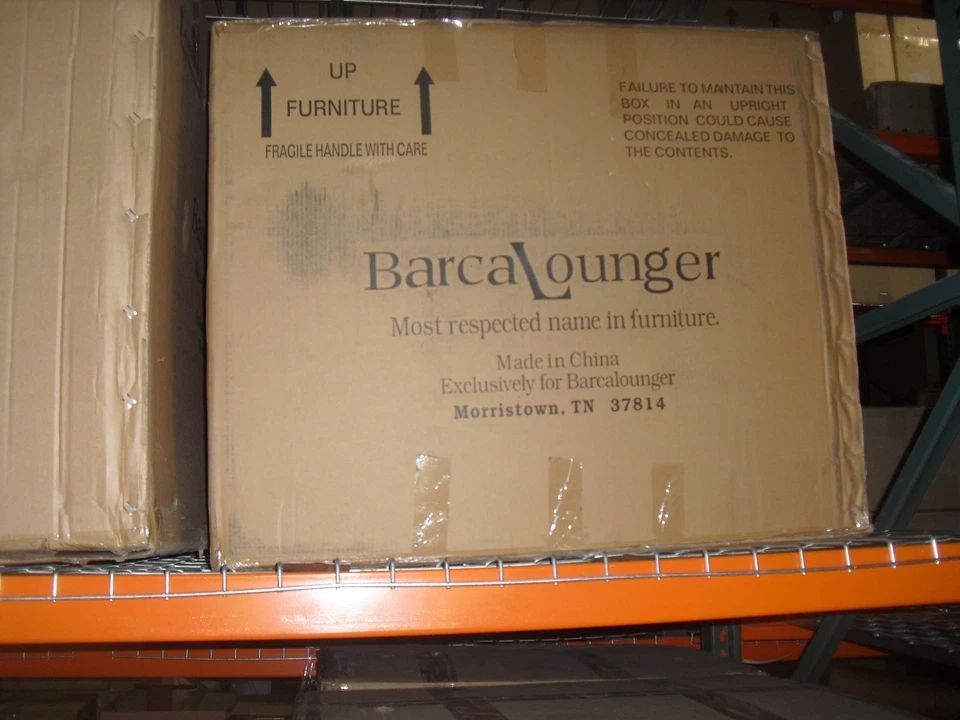 UP
FURNITURE
FRAGILE HANDLE WITH CARE
FAILURE TO MAINTAIN THIS
BOX IN AN UPRIGHT
POSITION COULD CAUSE
CONCEALED DAMAGE TO
THE CONTENTS.
BarcaLounger
Most respected name in furniture.
Made in China
Exclusively for Barcalounger
Morristown, TN 37814